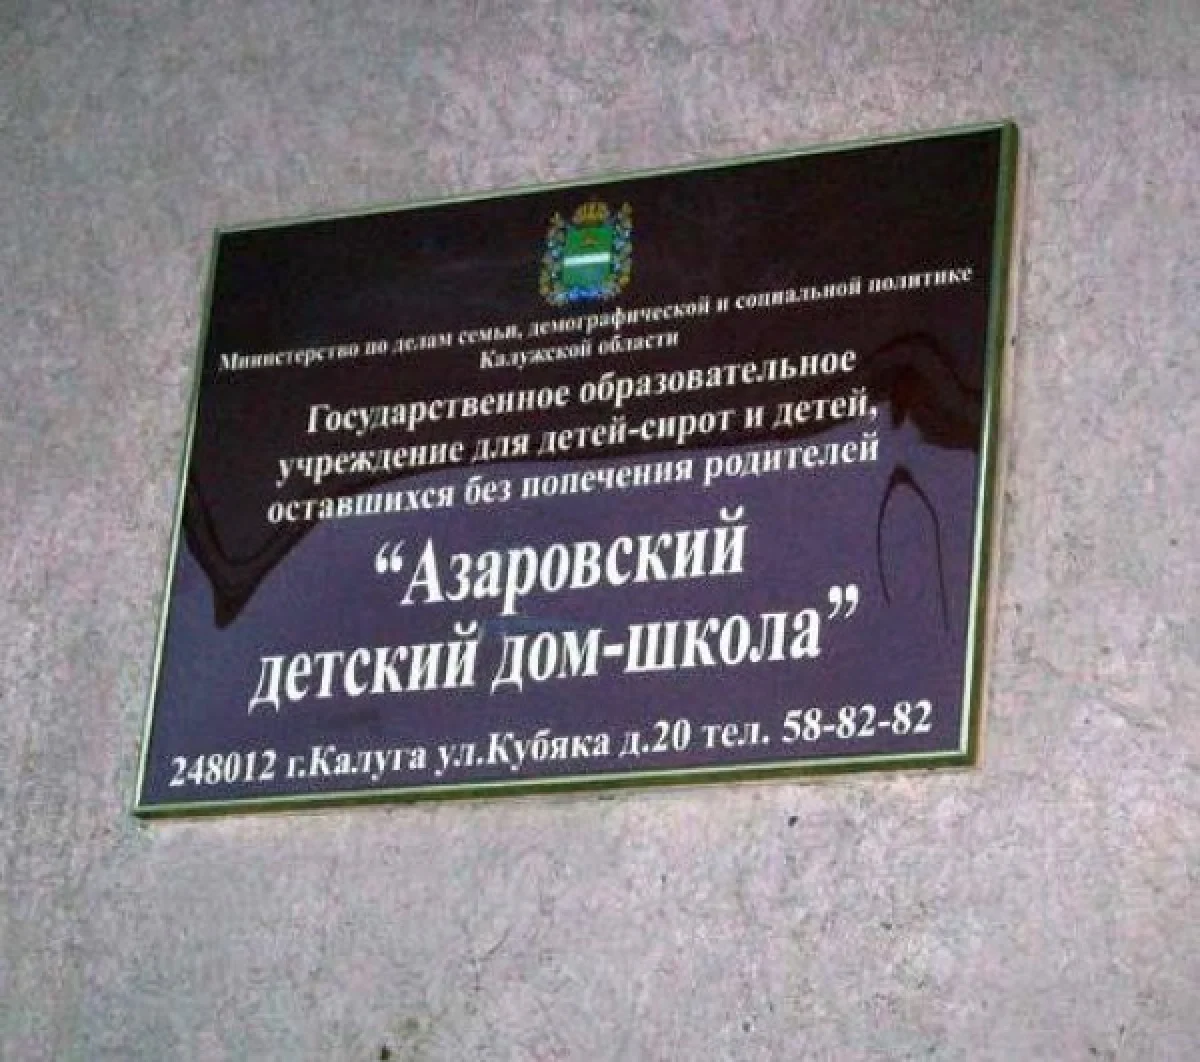 Министерство по делам семьи, демографической и социальной политике
Калужской области
Государственное образовательное
учреждение для детей-сирот и детей,
оставшихся без попечения родителей
“Азаровский
детский дом-школа”
248012 г.Калуга ул.Кубяка д.20 тел. 58-82-82